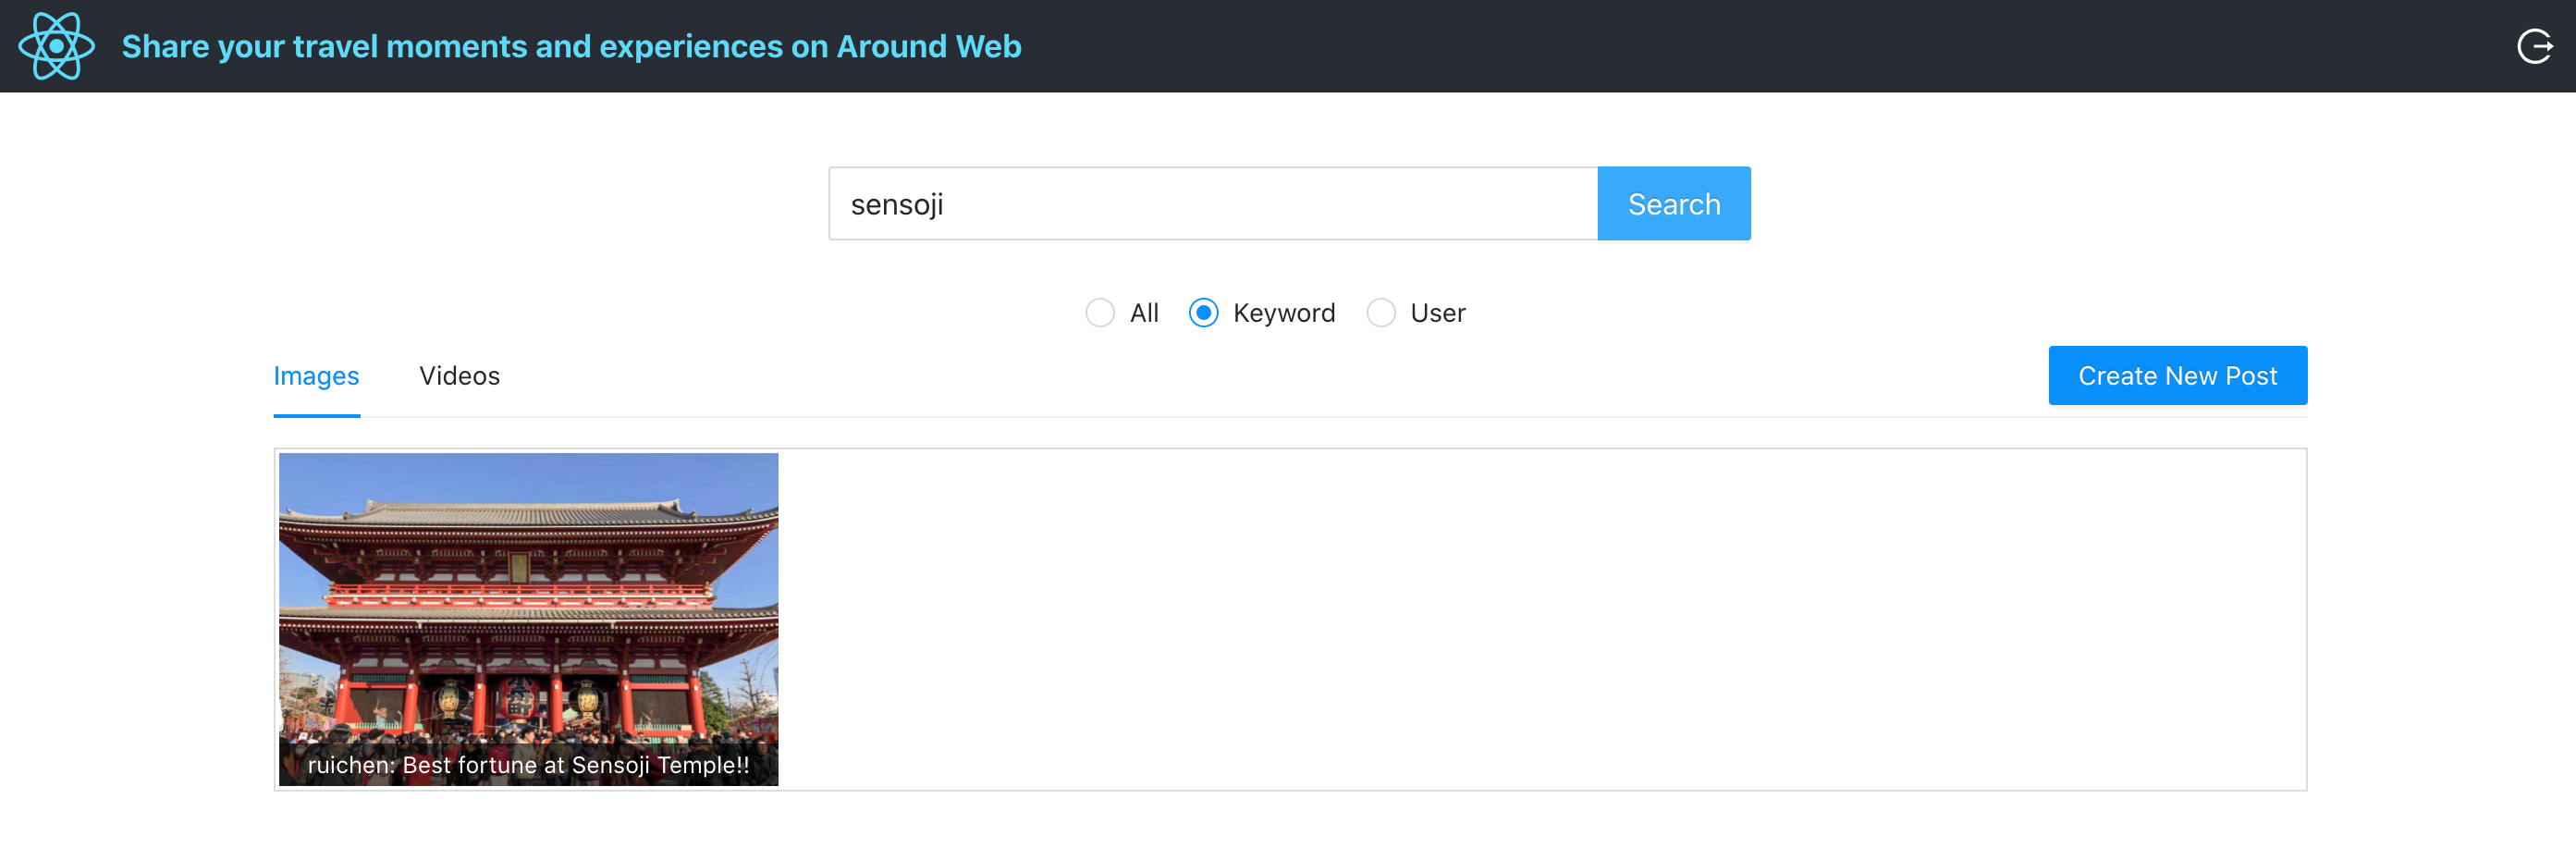 Share your travel moments and experiences on Around Web
sensoji
Search
All
Keyword
User
Images
Videos
Create New Post
ruichen: Best fortune at Sensoji Temple!!